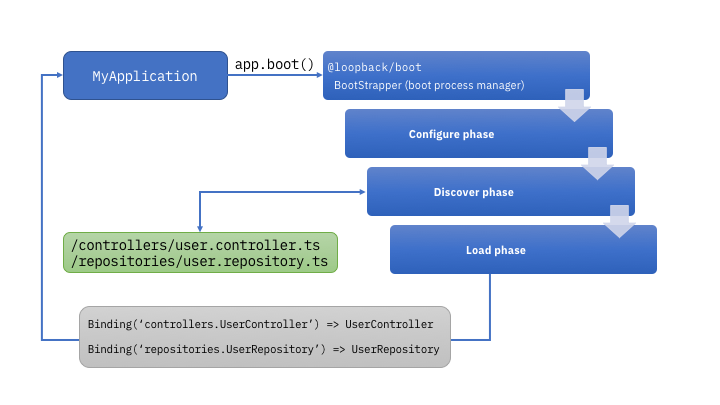 MyApplication
app.boot()
@loopback/boot
BootStrapper (boot process manager)
Configure phase
Discover phase
/controllers/user.controller.ts
/repositories/user.repository.ts
Load phase
Binding(‘controllers.UserController’) => UserController
Binding(‘repositories.UserRepository’) => UserRepository